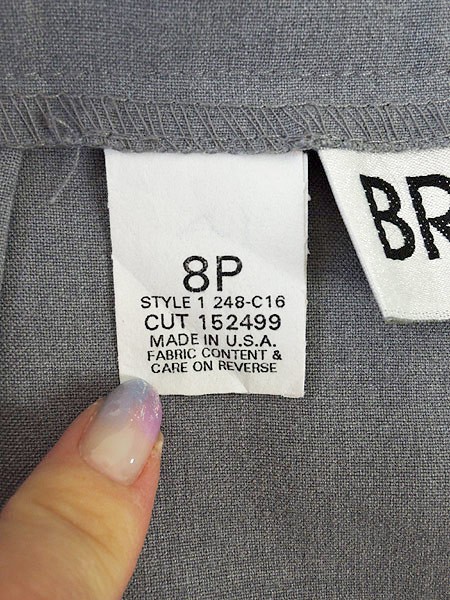 8P
STYLE 1 248-C16
CUT 152499
MADE IN U.S.A.
FABRIC CONTENT &
CARE ON REVERSE
BR